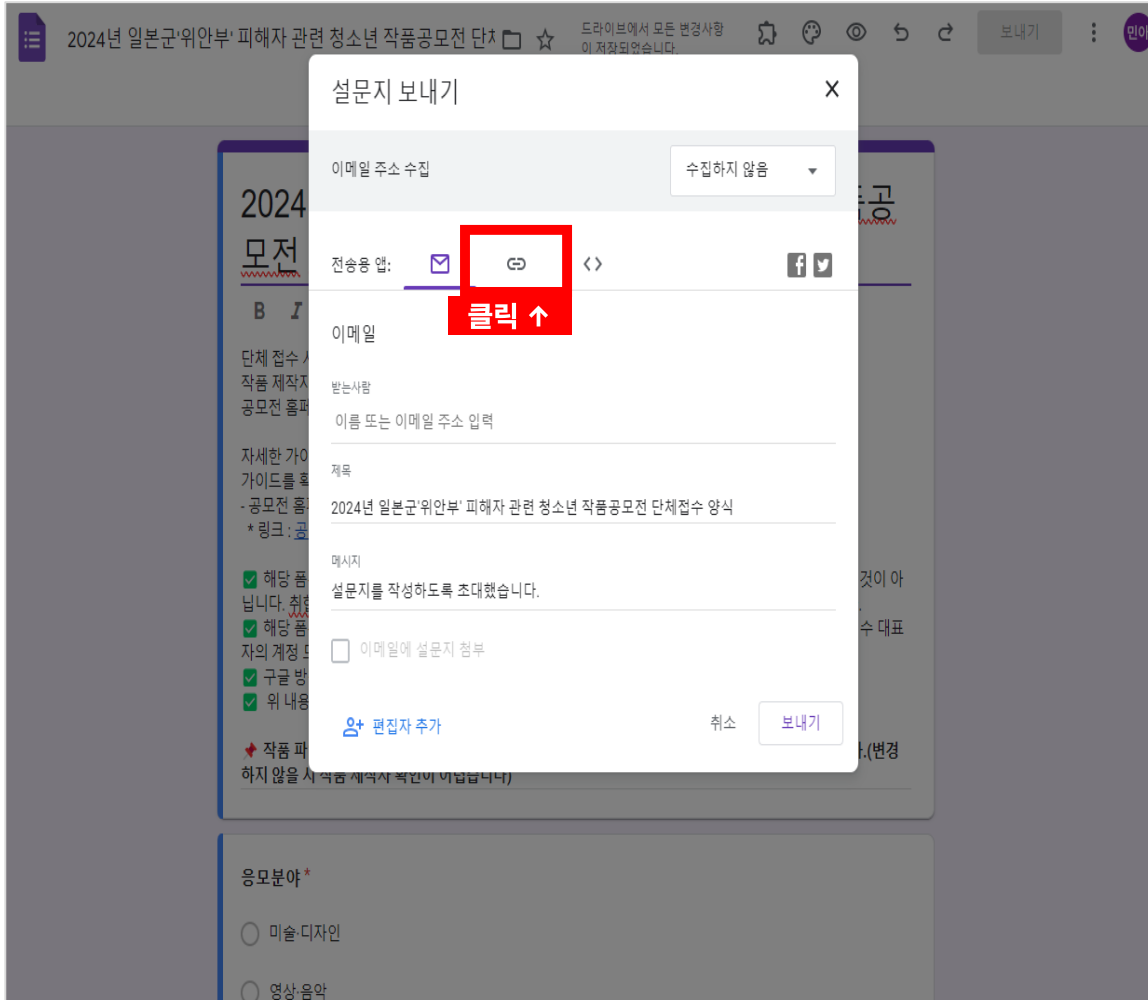 2024년 일본군'위안부' 피해자 관련 청소년 작품공모전 단체
드라이브에서 모든 변경사항
이 저장되었습니다.
보내기
민아
설문지 보내기
이메일 주소 수집
수집하지 않음
2024
공
모전
전송용 앱:
클릭 ↑
B I
이메일
단체 접수
작품 제작자
공모전 홈페
받는사람
이름 또는 이메일 주소 입력
자세한 가이
가이드를 확
- 공모전 홈
* 링크 : 공
제목
2024년 일본군'위안부' 피해자 관련 청소년 작품공모전 단체접수 양식
메시지
설문지를 작성하도록 초대했습니다.
✅ 해당 폼
것이 아
닙니다. 취합
✅ 해당 폼
수 대표
자의 계정
이메일에 설문지 첨부
✅ 구글 방
✅ 위 내용
편집자 추가
취소
보내기
📌 작품 파
.(변경
하지 않을 시 작품 제작자 확인이 어렵습니다)
응모분야 *
미술·디자인
영상·음악